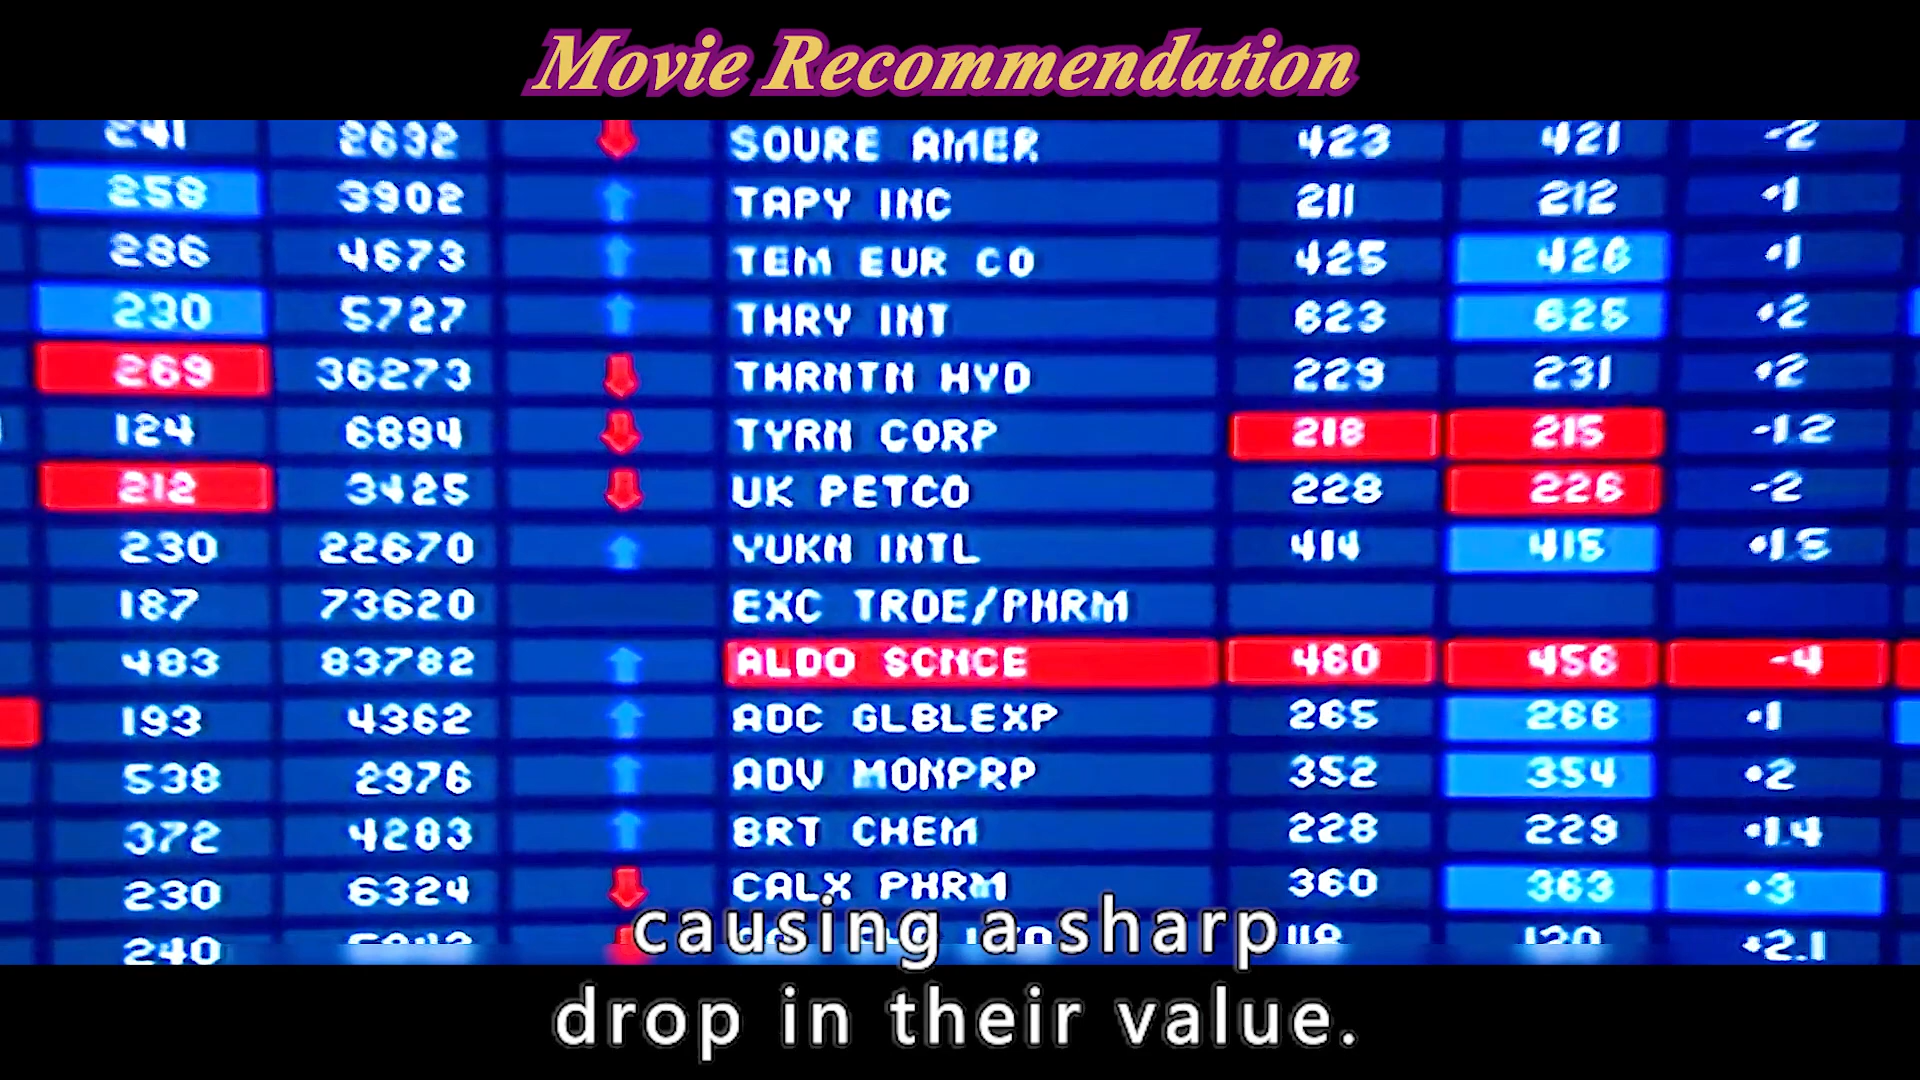 Movie Recommendation
241 2632 SOURE AMER 423 421 -2
258 3902 TAPY INC 211 212 +1
286 4673 TEM EUR CO 425 426 +1
230 5727 THRY INT 623 625 +2
269 36273 THRNTN HYD 229 231 +2
124 6894 TYRN CORP 218 215 -1.2
212 3425 UK PETCO 228 226 -2
230 22670 YUKN INTL 414 415 +1.5
187 73620 EXC TRDE/PHRM
483 83782 ALDO SCNCE 460 456 -4
193 4362 ADC GLBLEXP 265 266 +1
538 2976 ADV MONPRP 352 354 +2
372 4283 BRT CHEM 228 229 +1.4
230 6324 CALX PHRM 360 363 +3
240 118 120 +2.1
causing a sharp
drop in their value.